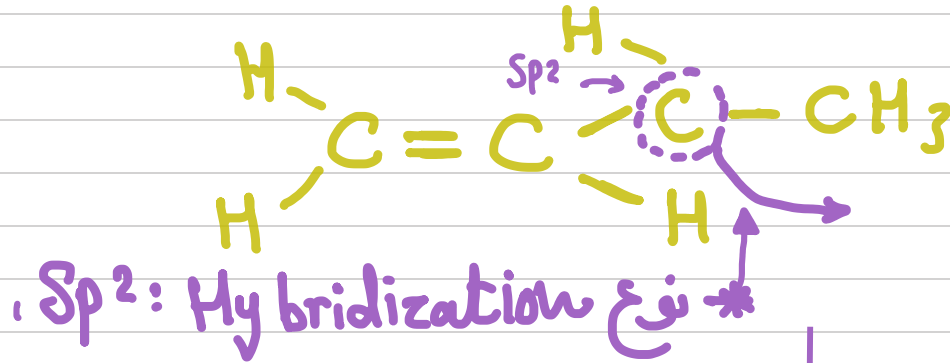 H
H
Sp2 → C — CH3
C = C
H
H
* نوع Sp2: Hybridization ،